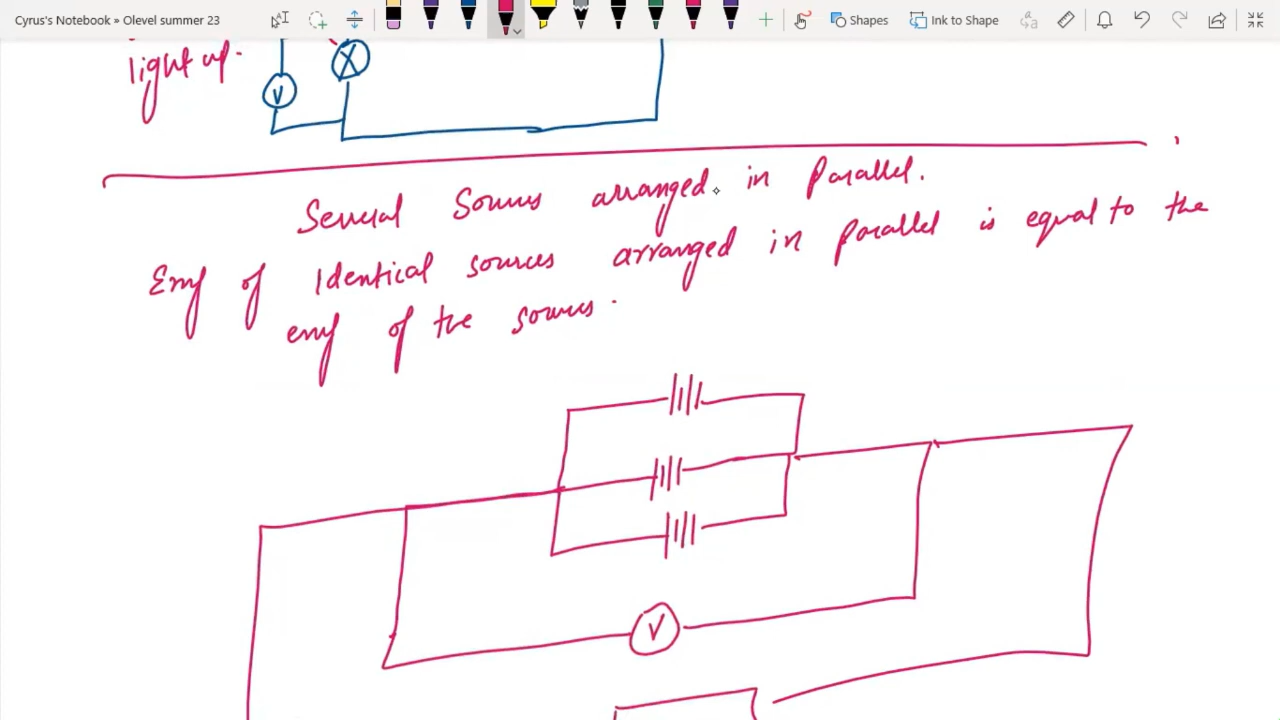 Cyrus's Notebook » Olevel summer 23
Shapes
Ink to Shape
light up.
V
X
Several Sources arranged in Parallel.
Emf of Identical sources arranged in parallel is equal to the
emf of the sources.
V